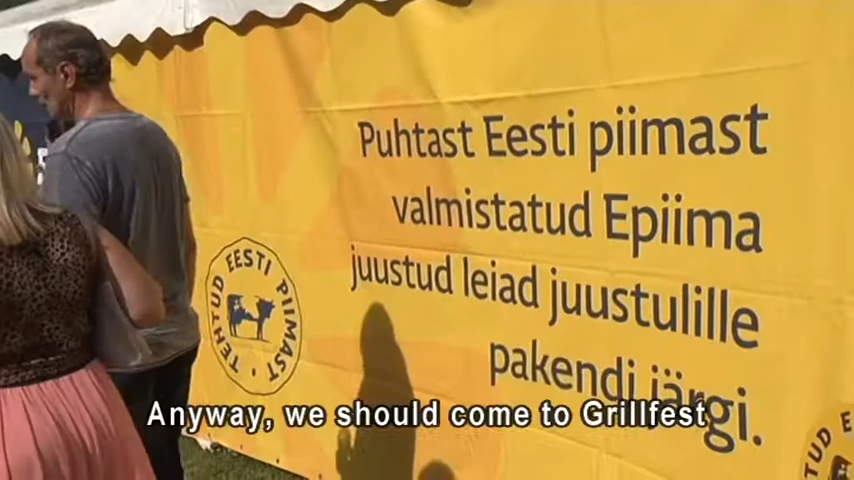 Puhtast Eesti piimast
valmistatud Epiima
juustud leiad juustulille
pakendi järgi.
TEHTUD EESTI PIIMAST
TUD E
Anyway, we should come to Grillfest